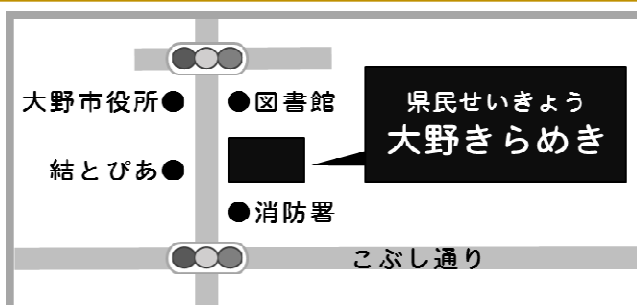 大野市役所
図書館
県民せいきょう
大野きらめき
結とぴあ
消防署
こぶし通り